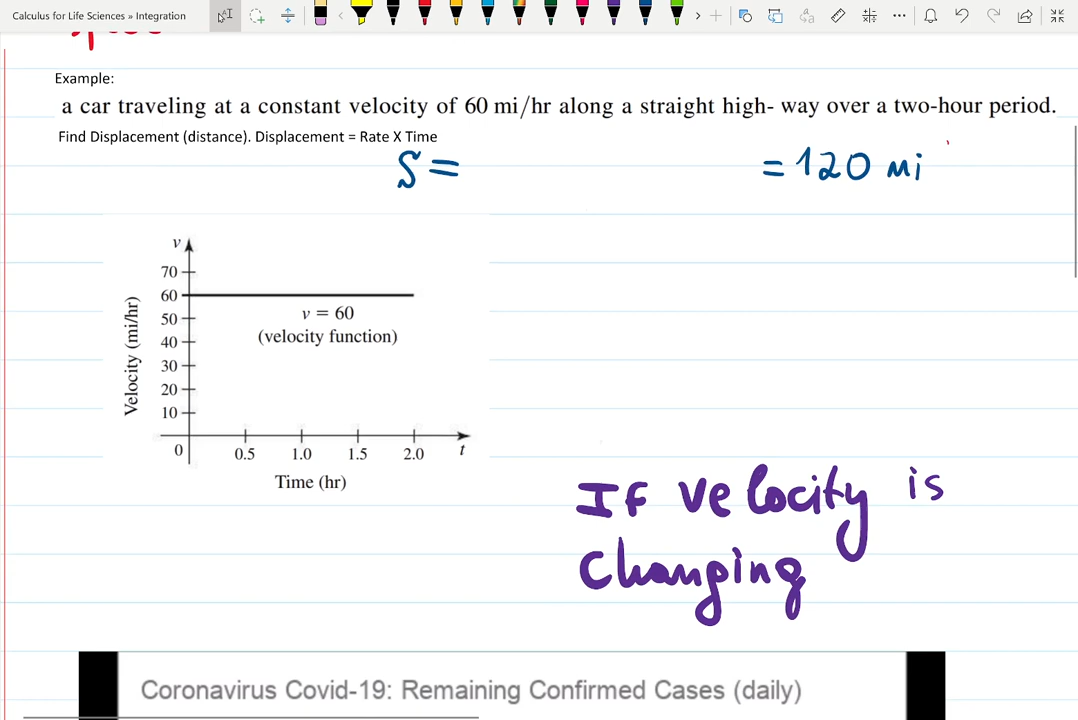 Calculus for Life Sciences » Integration
Example:
a car traveling at a constant velocity of 60 mi/hr along a straight high- way over a two-hour period.
Find Displacement (distance). Displacement = Rate X Time
S = = 120 mi
v
70
60
50
40
30
20
10
0
v = 60
(velocity function)
Velocity (mi/hr)
0.5 1.0 1.5 2.0 t
Time (hr)
If velocity is
changing
Coronavirus Covid-19: Remaining Confirmed Cases (daily)